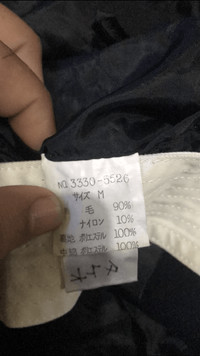 NO.3330-5526
サイズ M
毛 90%
ナイロン 10%
裏地 ポリエステル 100%
中 ポリエステル 100%